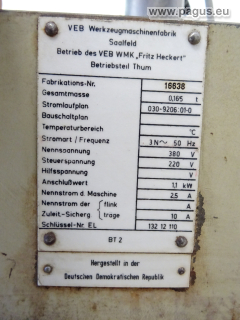 www.pagus.eu
VEB Werkzeugmaschinenfabrik
Saalfeld
Betrieb des VEB WMK „Fritz Heckert"
Betriebsteil Thum
Fabrikations-Nr. 16638
Gesamtmasse 0,165 t
Stromlaufplan 030-9206:01-0
Bauschaltplan
Temperaturbereich °C
Stromart / Frequenz 3N~ 50 Hz
Nennspannung 380 V
Steuerspannung 220 V
Hilfsspannung V
Anschlußwert 1,1 kW
Nennstrom d. Maschine 2,5 A
Nennstrom der flink A
Zuleit.-Sicherg träge 10 A
Schlüssel-Nr EL 132 12 110
BT 2
Hergestellt in der
Deutschen Demokratischen Republik